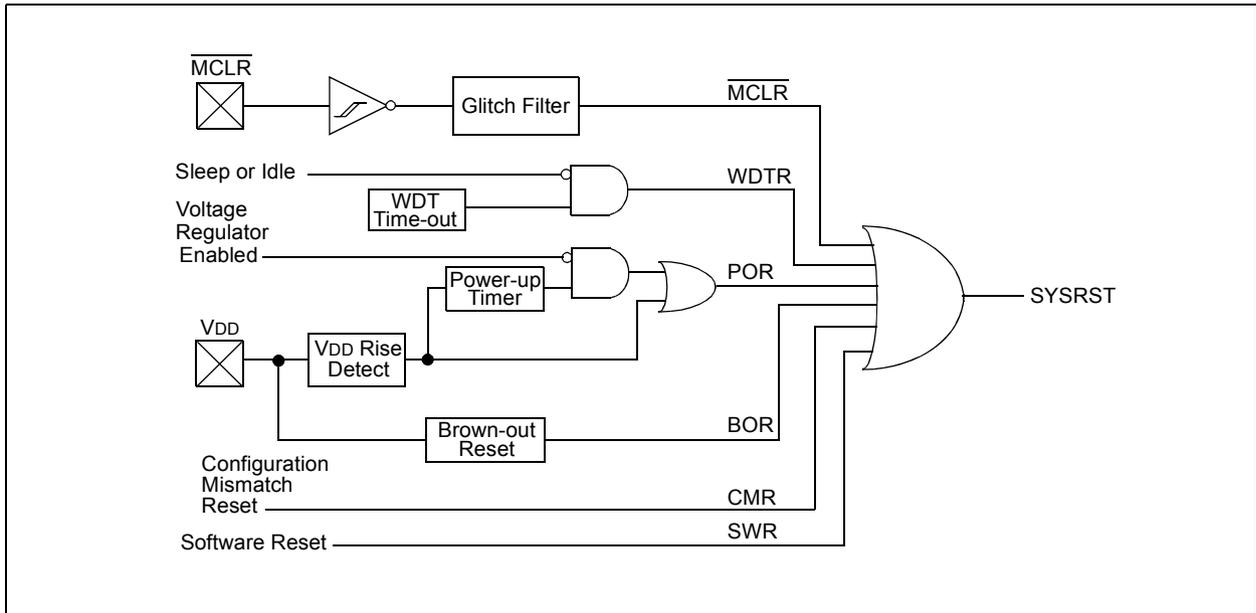 MCLR
Glitch Filter
MCLR
Sleep or Idle
WDTR
WDT
Time-out
Voltage
Regulator
Enabled
Power-up
Timer
POR
SYSRST
VDD
VDD Rise
Detect
Brown-out
Reset
BOR
Configuration
Mismatch
Reset
CMR
SWR
Software Reset